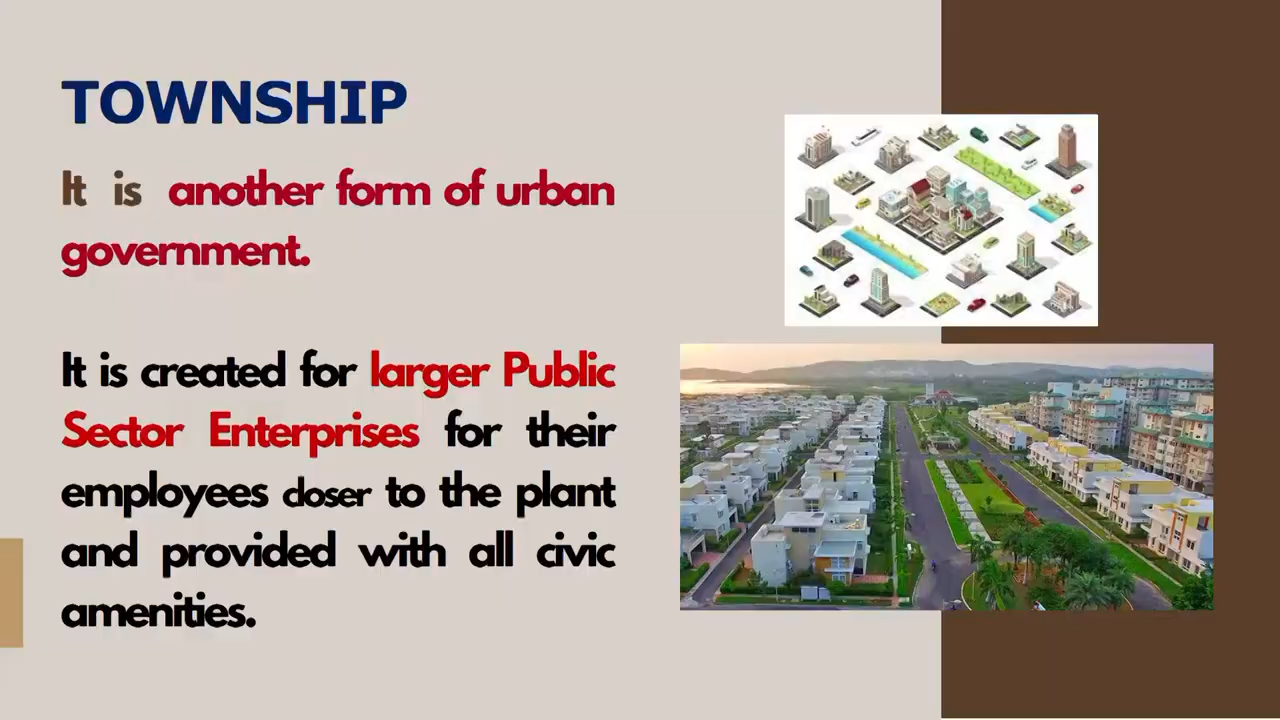 TOWNSHIP
It is another form of urban
government.
It is created for larger Public
Sector Enterprises for their
employees closer to the plant
and provided with all civic
amenities.